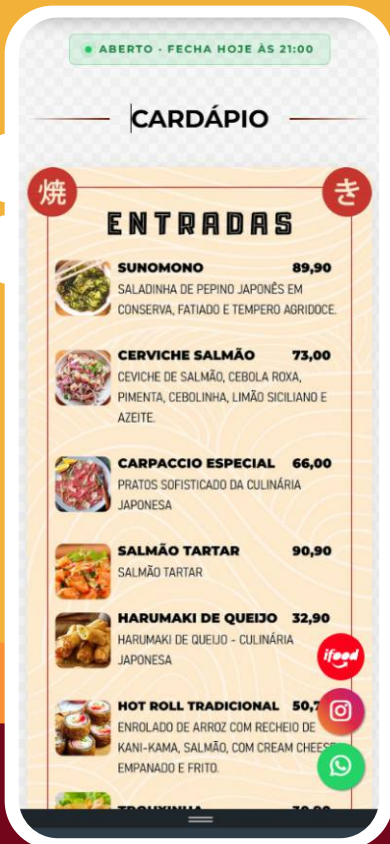 ABERTO - FECHA HOJE ÀS 21:00
CARDÁPIO
焼
き
ENTRADAS
SUNOMONO 89,90
SALADINHA DE PEPINO JAPONÊS EM
CONSERVA, FATIADO E TEMPERO AGRIDOCE.
CERVICHE SALMÃO 73,00
CEVICHE DE SALMÃO, CEBOLA ROXA,
PIMENTA, CEBOLINHA, LIMÃO SICILIANO E
AZEITE.
CARPACCIO ESPECIAL 66,00
PRATOS SOFISTICADO DA CULINÁRIA
JAPONESA
SALMÃO TARTAR 90,90
SALMÃO TARTAR
HARUMAKI DE QUEIJO 32,90
HARUMAKI DE QUEIJO - CULINÁRIA
JAPONESA
ifood
HOT ROLL TRADICIONAL 50,7
ENROLADO DE ARROZ COM RECHEIO DE
KANI-KAMA, SALMÃO, COM CREAM CHEESE
EMPANADO E FRITO.